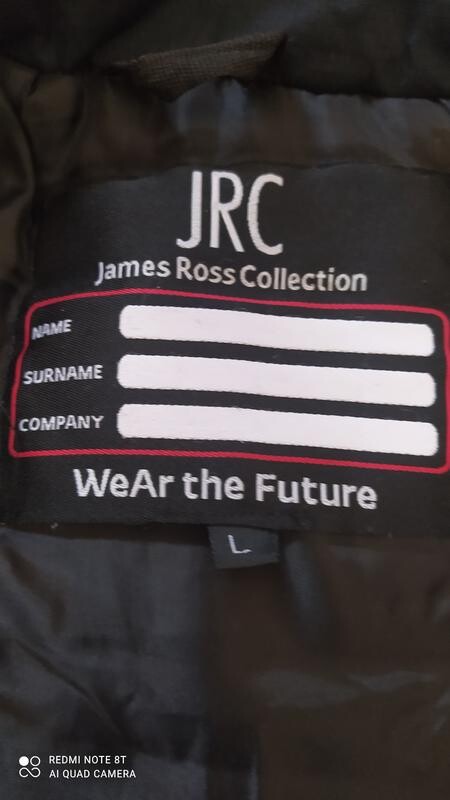 JRC
James Ross Collection
NAME
SURNAME
COMPANY
WeAr the Future
L
REDMI NOTE 8T
AI QUAD CAMERA